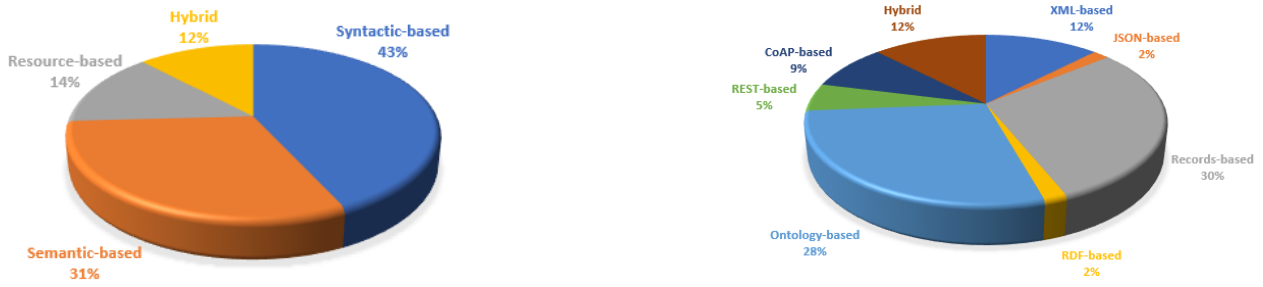 Hybrid
12%
Syntactic-based
43%
Resource-based
14%
Semantic-based
31%
Hybrid
12%
XML-based
12%
JSON-based
2%
CoAP-based
9%
REST-based
5%
Records-based
30%
Ontology-based
28%
RDF-based
2%